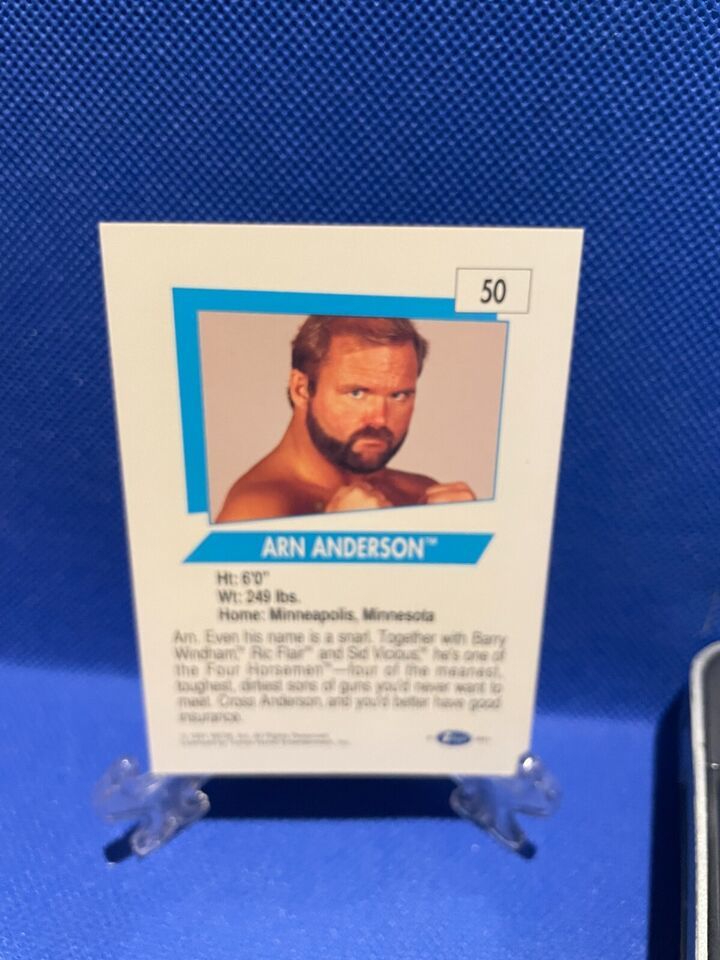 50
ARN ANDERSON™
Ht: 6'0"
Wt: 249 lbs.
Home: Minneapolis, Minnesota
Arn. Even his name is a snarl. Together with Barry
Windham,™ Ric Flair™ and Sid Vicious,™ he's one of
the Four Horsemen™—four of the meanest,
toughest, dirtiest sons of guns you'd never want to
meet. Cross Anderson, and you'd better have good
insurance.
All Rights Reserved.